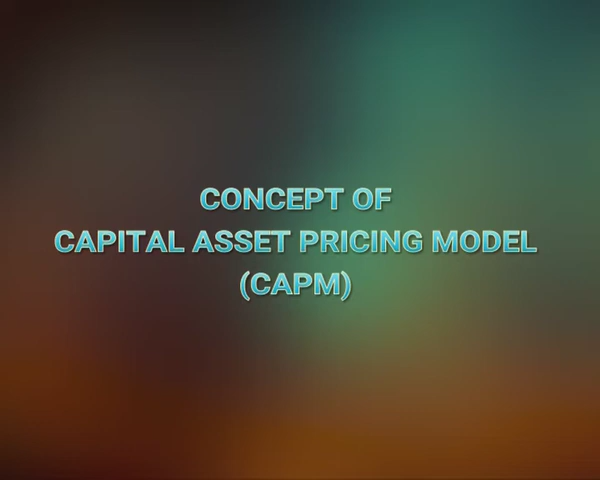 CONCEPT OF
CAPITAL ASSET PRICING MODEL
(CAPM)